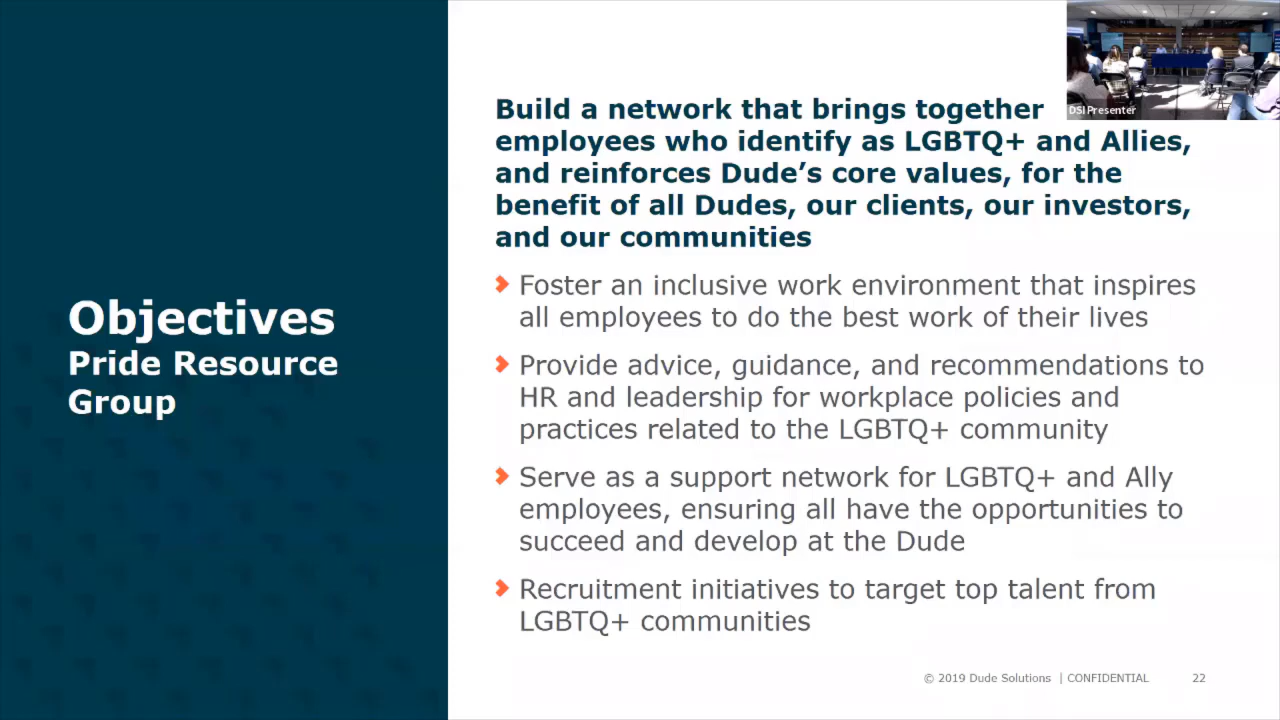 DSI Presenter
Build a network that brings together
employees who identify as LGBTQ+ and Allies,
and reinforces Dude’s core values, for the
benefit of all Dudes, our clients, our investors,
and our communities
Objectives
Pride Resource
Group
Foster an inclusive work environment that inspires
all employees to do the best work of their lives
Provide advice, guidance, and recommendations to
HR and leadership for workplace policies and
practices related to the LGBTQ+ community
Serve as a support network for LGBTQ+ and Ally
employees, ensuring all have the opportunities to
succeed and develop at the Dude
Recruitment initiatives to target top talent from
LGBTQ+ communities
© 2019 Dude Solutions | CONFIDENTIAL 22